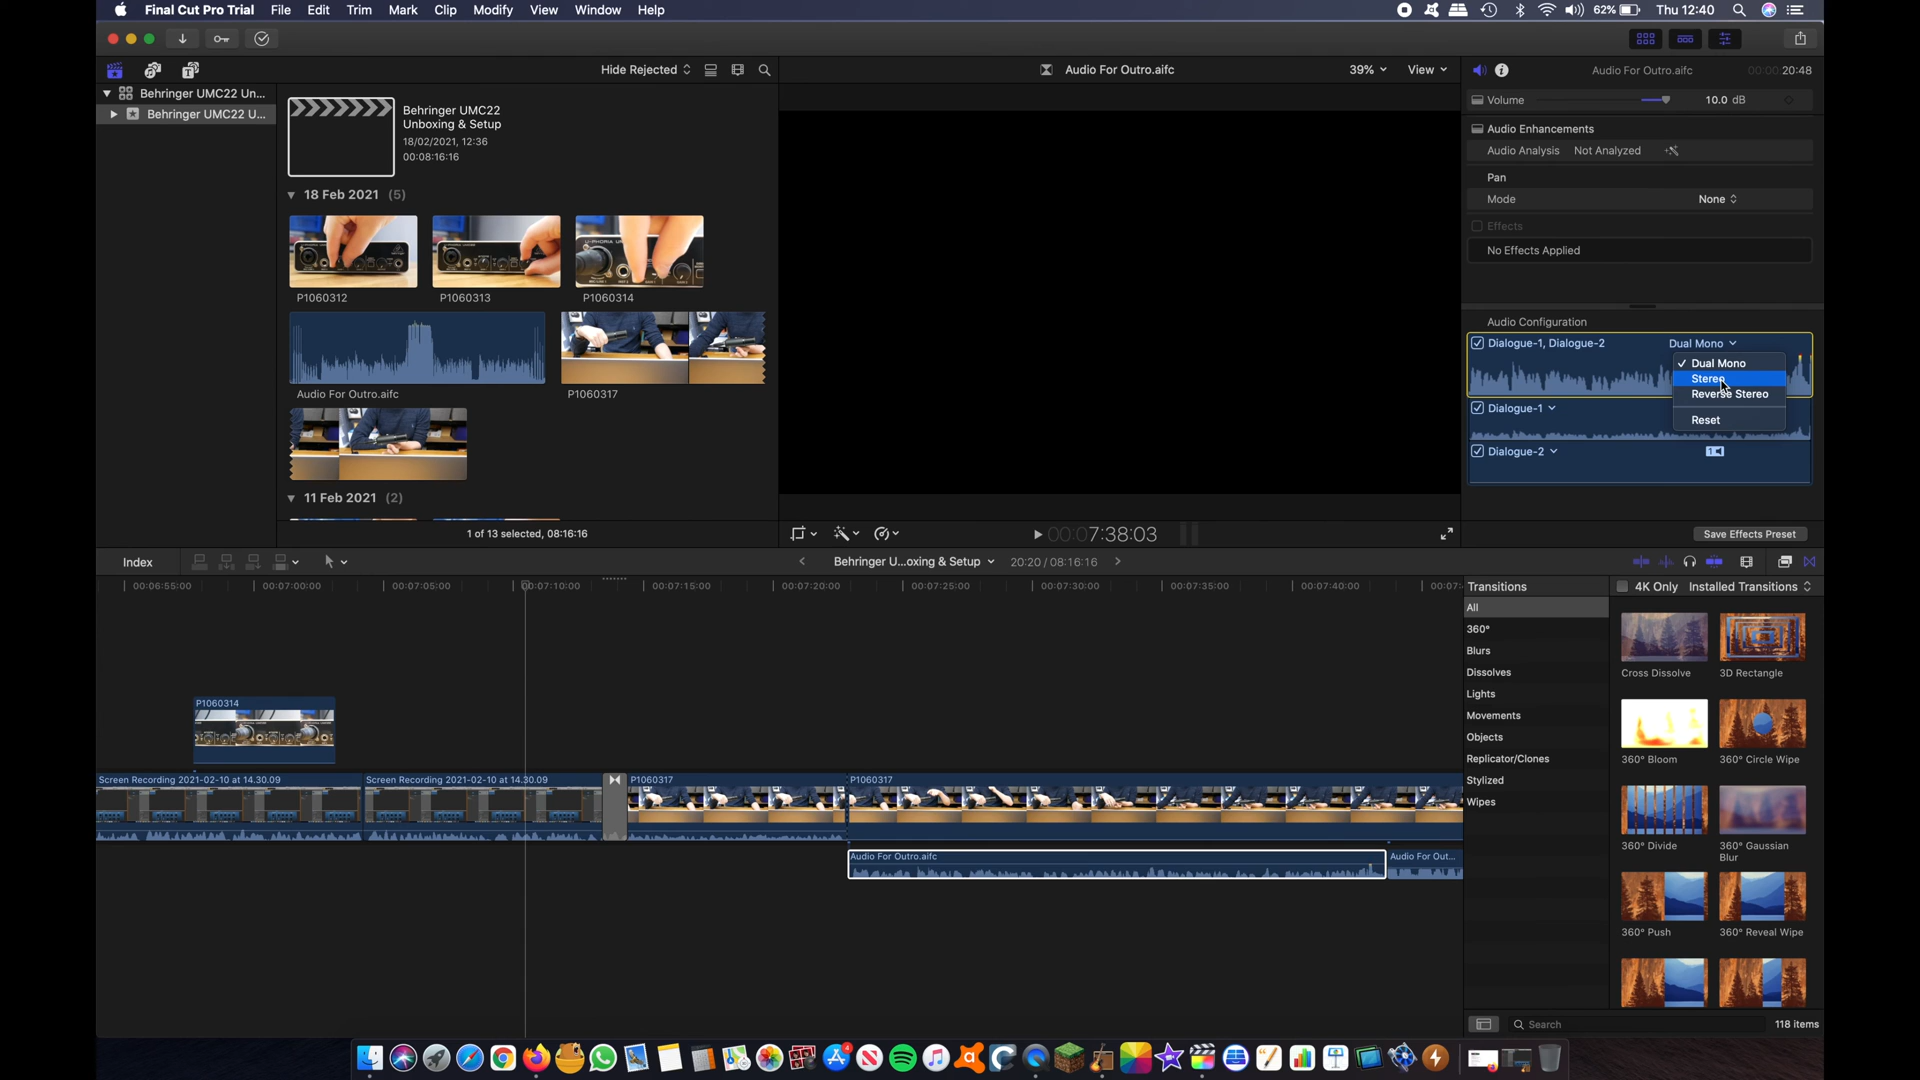 Final Cut Pro Trial File Edit Trim Mark Clip Modify View Window Help
62% Thu 12:40
Hide Rejected
Audio For Outro.aifc
39% View
Audio For Outro.aifc
00:00:20:48
Behringer UMC22 Un...
Behringer UMC22 U...
Behringer UMC22
Unboxing & Setup
18/02/2021, 12:36
00:08:16:16
18 Feb 2021 (5)
P1060312
P1060313
P1060314
U-PHORIA UM
Audio For Outro.aifc
P1060317
11 Feb 2021 (2)
1 of 13 selected, 08:16:16
00:00:7:38:03
Volume 10.0 dB
Audio Enhancements
Audio Analysis Not Analyzed
Pan
Mode None
Effects
No Effects Applied
Audio Configuration
Dialogue-1, Dialogue-2 Dual Mono
✓ Dual Mono
Stereo
Reverse Stereo
Reset
Dialogue-1
Dialogue-2
Save Effects Preset
Index
Behringer U...oxing & Setup 20:20 / 08:16:16
00:06:55:00 00:07:00:00 00:07:05:00 00:07:10:00 00:07:15:00 00:07:20:00 00:07:25:00 00:07:30:00 00:07:35:00 00:07:40:00 00:07:
P1060314
Screen Recording 2021-02-10 at 14.30.09
Screen Recording 2021-02-10 at 14.30.09
P1060317
P1060317
Audio For Outro.aifc
Audio For Out...
Transitions
4K Only Installed Transitions
All
360°
Blurs
Dissolves
Lights
Movements
Objects
Replicator/Clones
Stylized
Wipes
Cross Dissolve
3D Rectangle
360° Bloom
360° Circle Wipe
360° Divide
360° Gaussian
Blur
360° Push
360° Reveal Wipe
Search
118 items